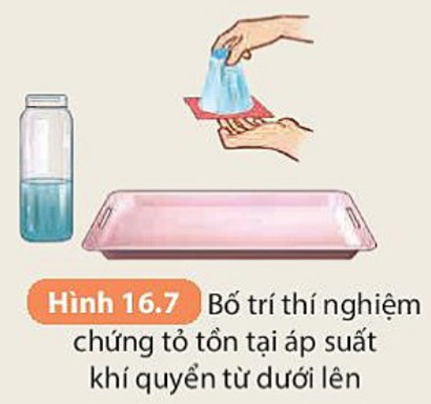 Hình 16.7 Bố trí thí nghiệm
chứng tỏ tồn tại áp suất
khí quyển từ dưới lên